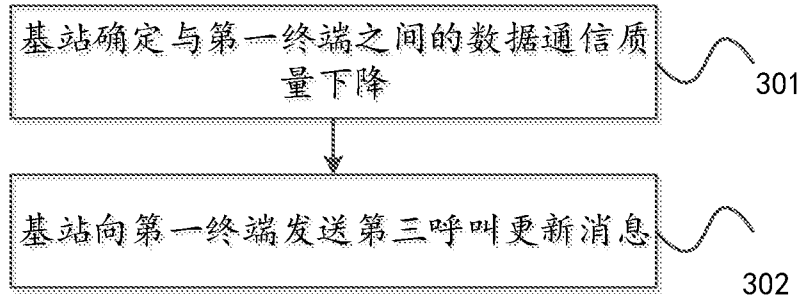 基站确定与第一终端之间的数据通信质
量下降
301
基站向第一终端发送第三呼叫更新消息
302